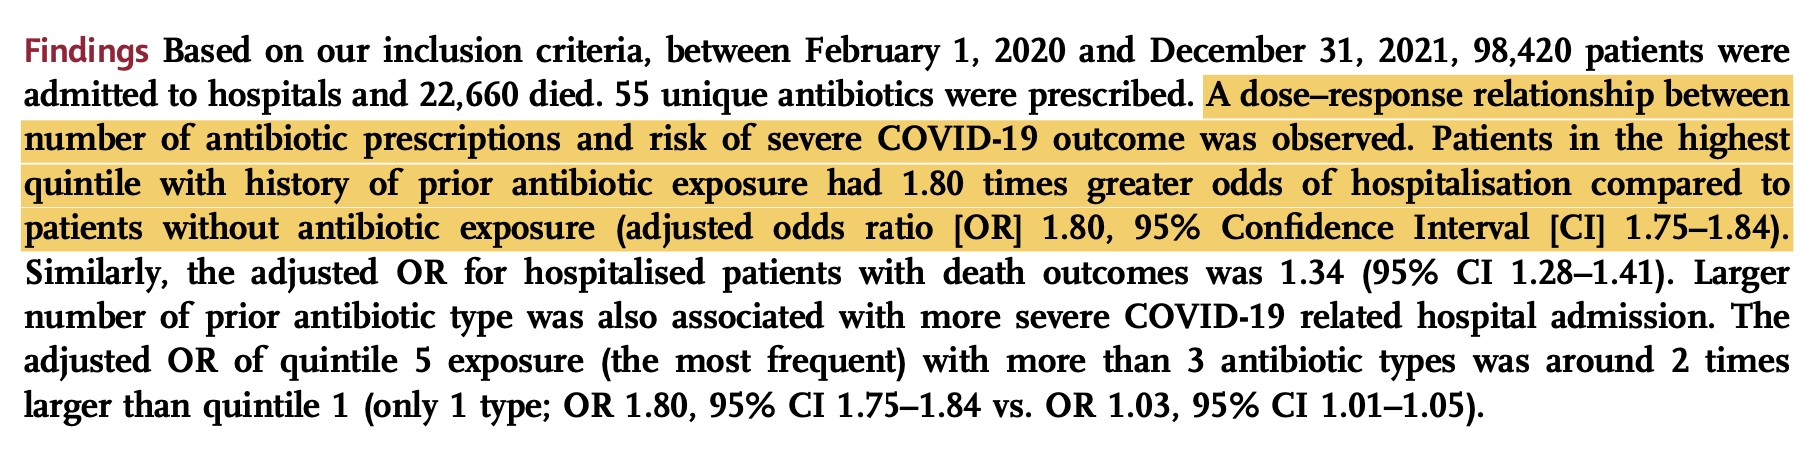 Findings Based on our inclusion criteria, between February 1, 2020 and December 31, 2021, 98,420 patients were
admitted to hospitals and 22,660 died. 55 unique antibiotics were prescribed. A dose–response relationship between
number of antibiotic prescriptions and risk of severe COVID-19 outcome was observed. Patients in the highest
quintile with history of prior antibiotic exposure had 1.80 times greater odds of hospitalisation compared to
patients without antibiotic exposure (adjusted odds ratio [OR] 1.80, 95% Confidence Interval [CI] 1.75–1.84).
Similarly, the adjusted OR for hospitalised patients with death outcomes was 1.34 (95% CI 1.28–1.41). Larger
number of prior antibiotic type was also associated with more severe COVID-19 related hospital admission. The
adjusted OR of quintile 5 exposure (the most frequent) with more than 3 antibiotic types was around 2 times
larger than quintile 1 (only 1 type; OR 1.80, 95% CI 1.75–1.84 vs. OR 1.03, 95% CI 1.01–1.05).